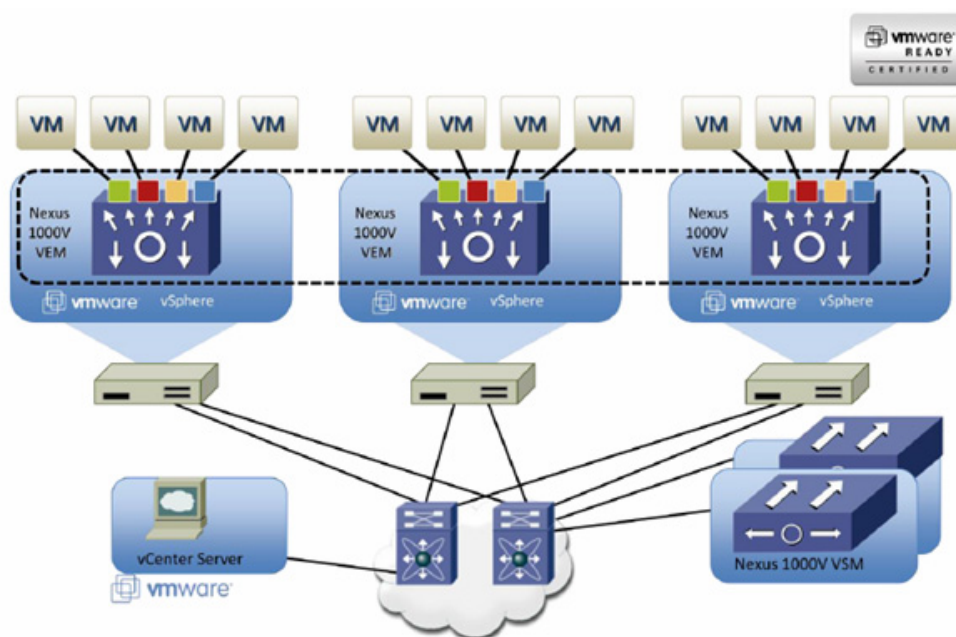 vmware
READY
CERTIFIED
VM VM VM VM
VM VM VM VM
VM VM VM VM
Nexus
1000V
VEM
vmware vSphere
Nexus
1000V
VEM
vmware vSphere
Nexus
1000V
VEM
vmware vSphere
vCenter Server
vmware
Nexus 1000V VSM